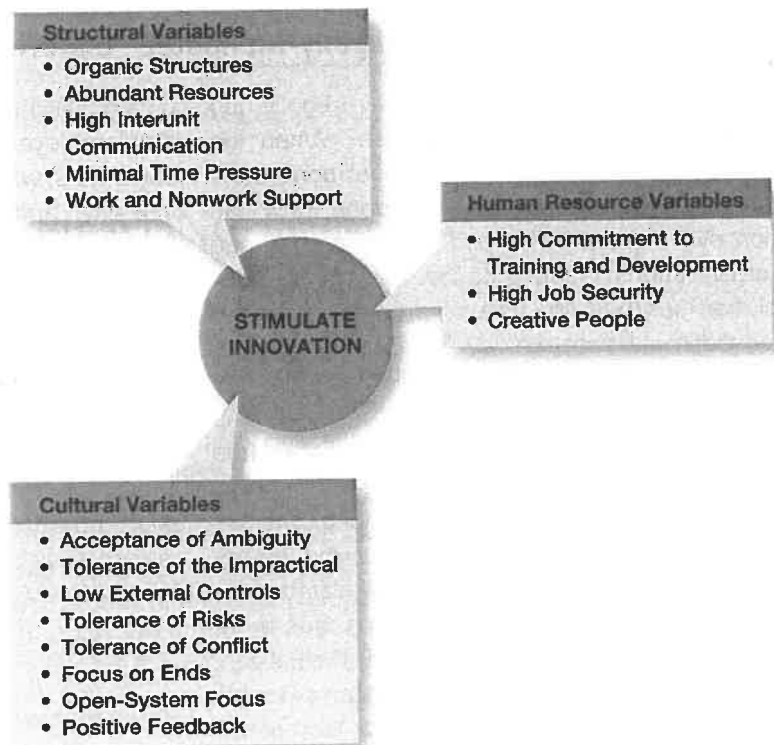 Structural Variables
• Organic Structures
• Abundant Resources
• High Interunit
Communication
• Minimal Time Pressure
• Work and Nonwork Support
Human Resource Variables
• High Commitment to
Training and Development
• High Job Security
• Creative People
STIMULATE
INNOVATION
Cultural Variables
• Acceptance of Ambiguity
• Tolerance of the Impractical
• Low External Controls
• Tolerance of Risks
• Tolerance of Conflict
• Focus on Ends
• Open-System Focus
• Positive Feedback